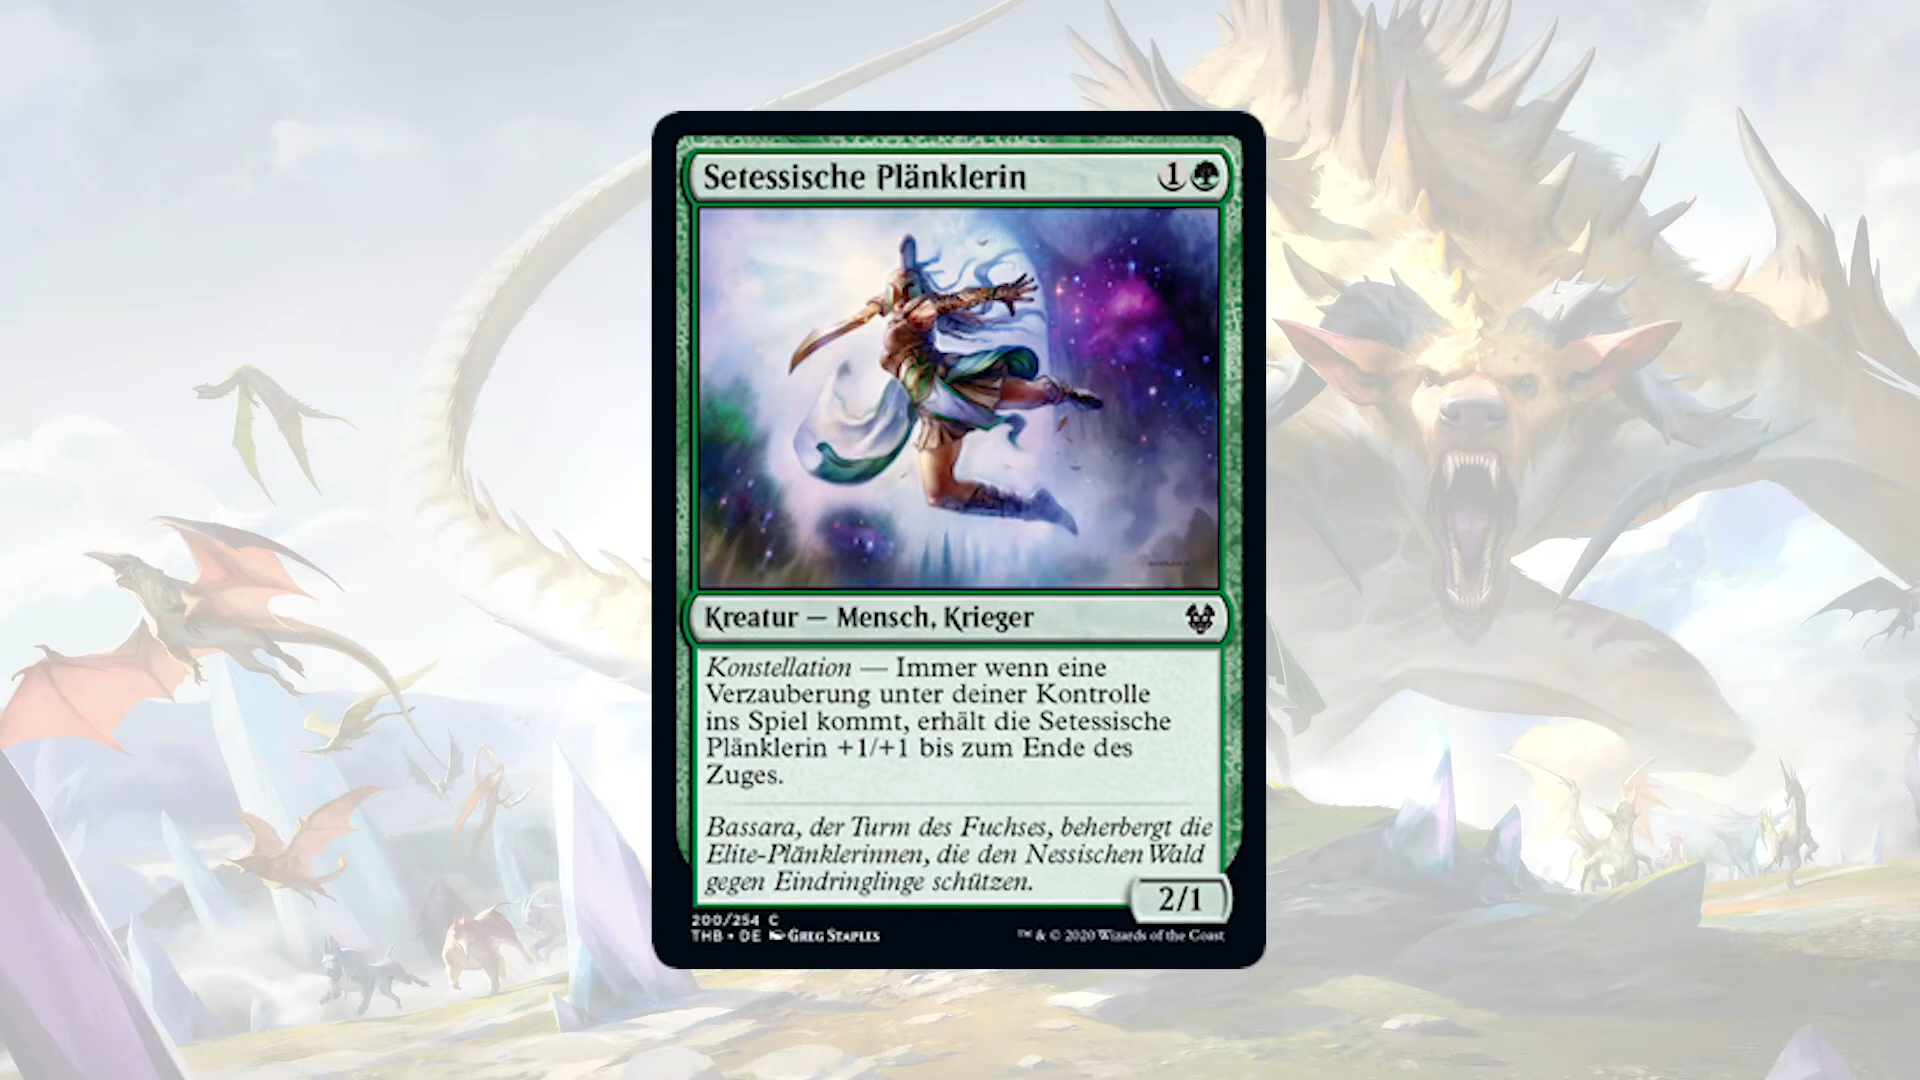 Setessische Plänklerin 1
Kreatur — Mensch, Krieger
Konstellation — Immer wenn eine
Verzauberung unter deiner Kontrolle
ins Spiel kommt, erhält die Setessische
Plänklerin +1/+1 bis zum Ende des
Zuges.
Bassara, der Turm des Fuchses, beherbergt die
Elite-Plänklerinnen, die den Nessischen Wald
gegen Eindringlinge schützen.
2/1
200/254 C
THB • DE Greg Staples
™ & © 2020 Wizards of the Coast